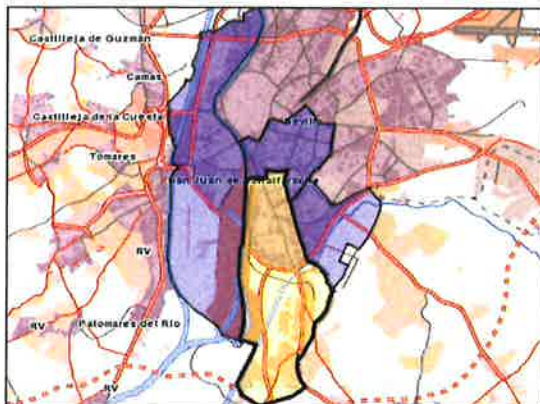 Castilleja de Guzmán
Camas
Castilleja de la Cuesta
Sevilla
Tomares
San Juan de Aznalfarache
RV
RV
Palomares del Río
RV